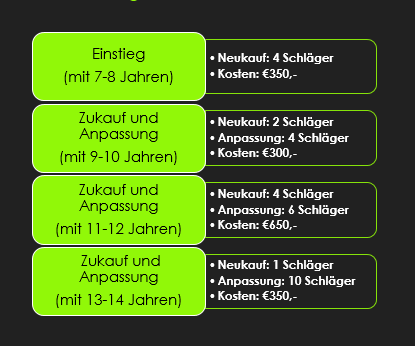 Einstieg
(mit 7-8 Jahren)
• Neukauf: 4 Schläger
• Kosten: €350,-
Zukauf und
Anpassung
(mit 9-10 Jahren)
• Neukauf: 2 Schläger
• Anpassung: 4 Schläger
• Kosten: €300,-
Zukauf und
Anpassung
(mit 11-12 Jahren)
• Neukauf: 4 Schläger
• Anpassung: 6 Schläger
• Kosten: €650,-
Zukauf und
Anpassung
(mit 13-14 Jahren)
• Neukauf: 1 Schläger
• Anpassung: 10 Schläger
• Kosten: €350,-